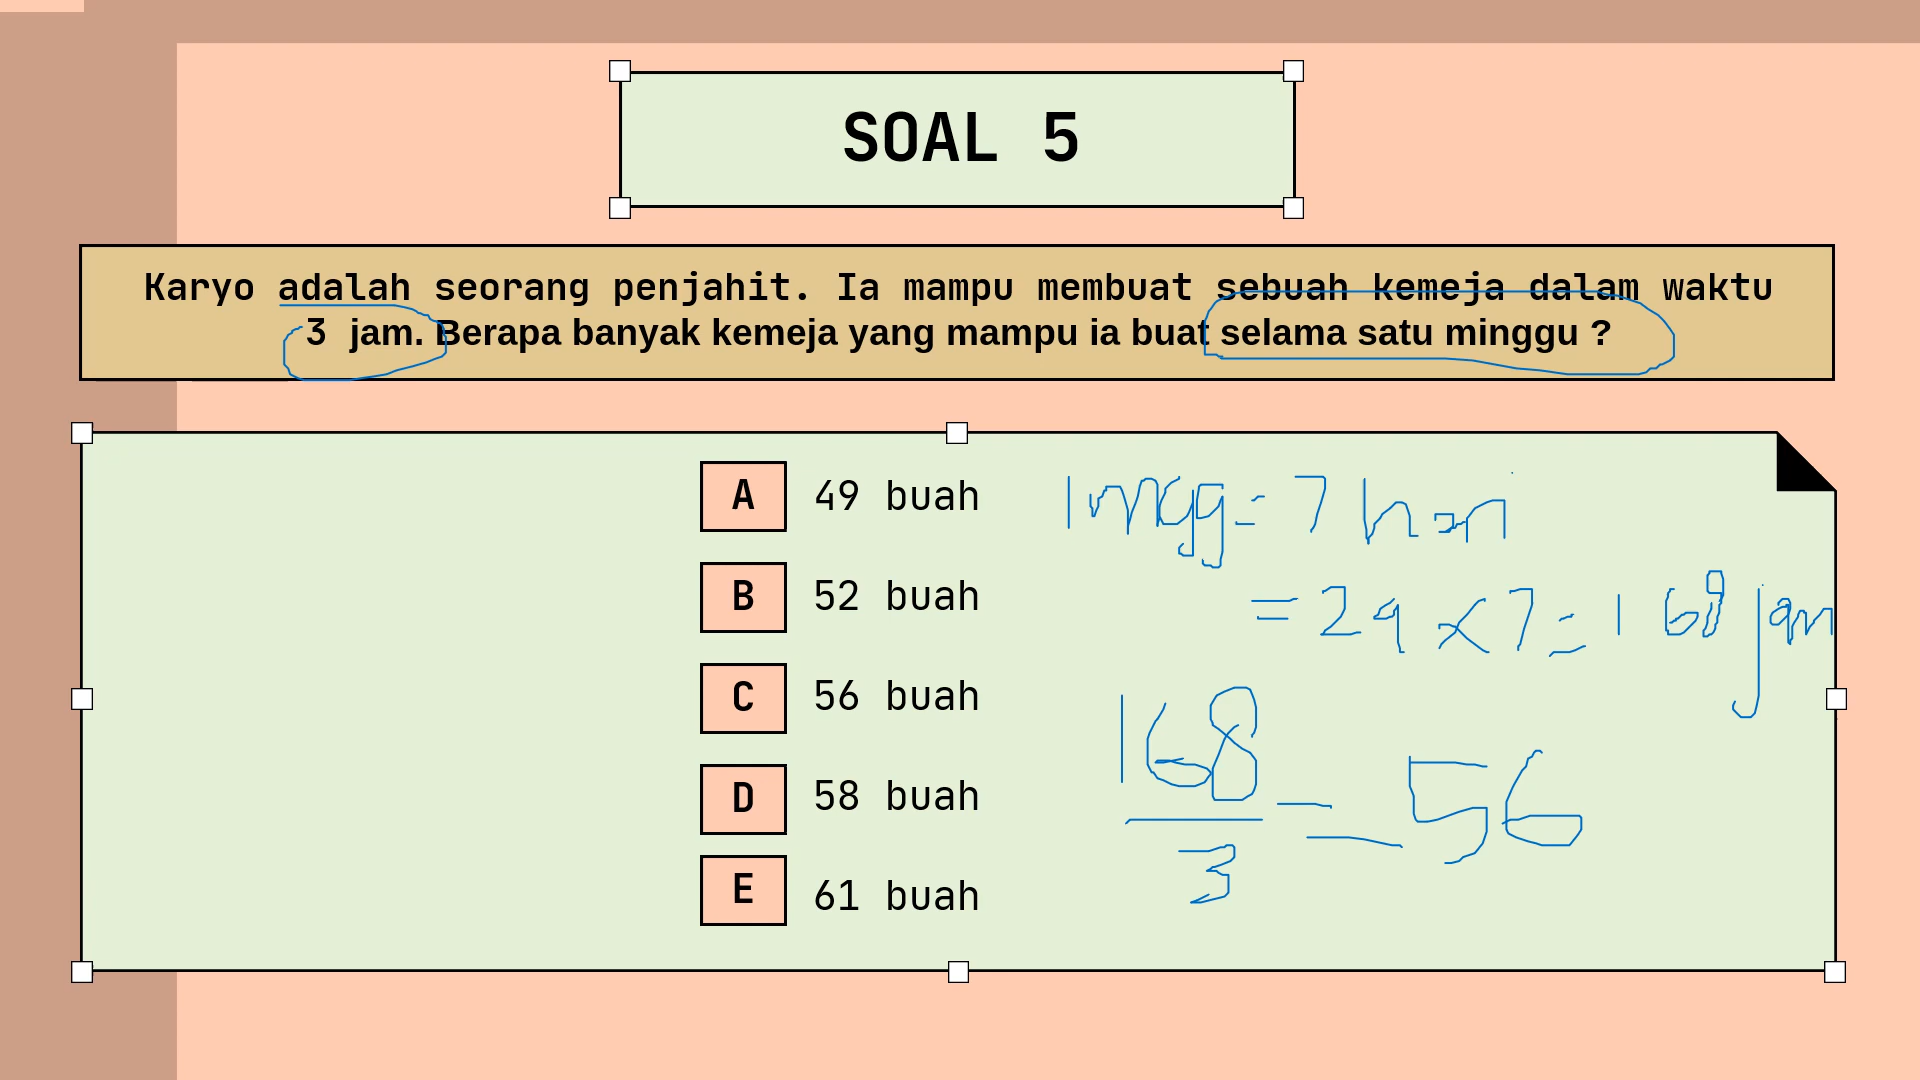 SOAL 5
Karyo adalah seorang penjahit. Ia mampu membuat sebuah kemeja dalam waktu
3 jam. Berapa banyak kemeja yang mampu ia buat selama satu minggu ?
A 49 buah
B 52 buah
C 56 buah
D 58 buah
E 61 buah
1 mgg = 7 hari
= 24 x 7 = 168 jam
168
3
= 56